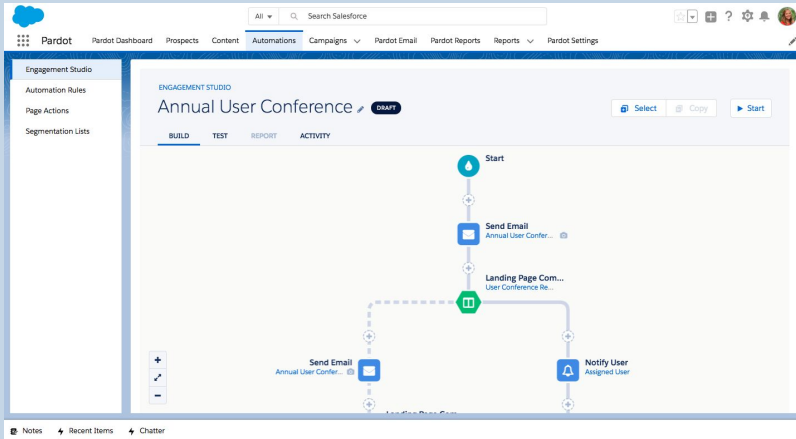 All
Search Salesforce
Pardot
Pardot Dashboard
Prospects
Content
Automations
Campaigns
Pardot Email
Pardot Reports
Reports
Pardot Settings
Engagement Studio
Automation Rules
Page Actions
Segmentation Lists
ENGAGEMENT STUDIO
Annual User Conference
DRAFT
Select
Copy
Start
BUILD
TEST
REPORT
ACTIVITY
Start
Send Email
Annual User Confer...
Landing Page Com...
User Conference Re...
Send Email
Annual User Confer...
Notify User
Assigned User
Landing Page Com...
Notes
Recent Items
Chatter